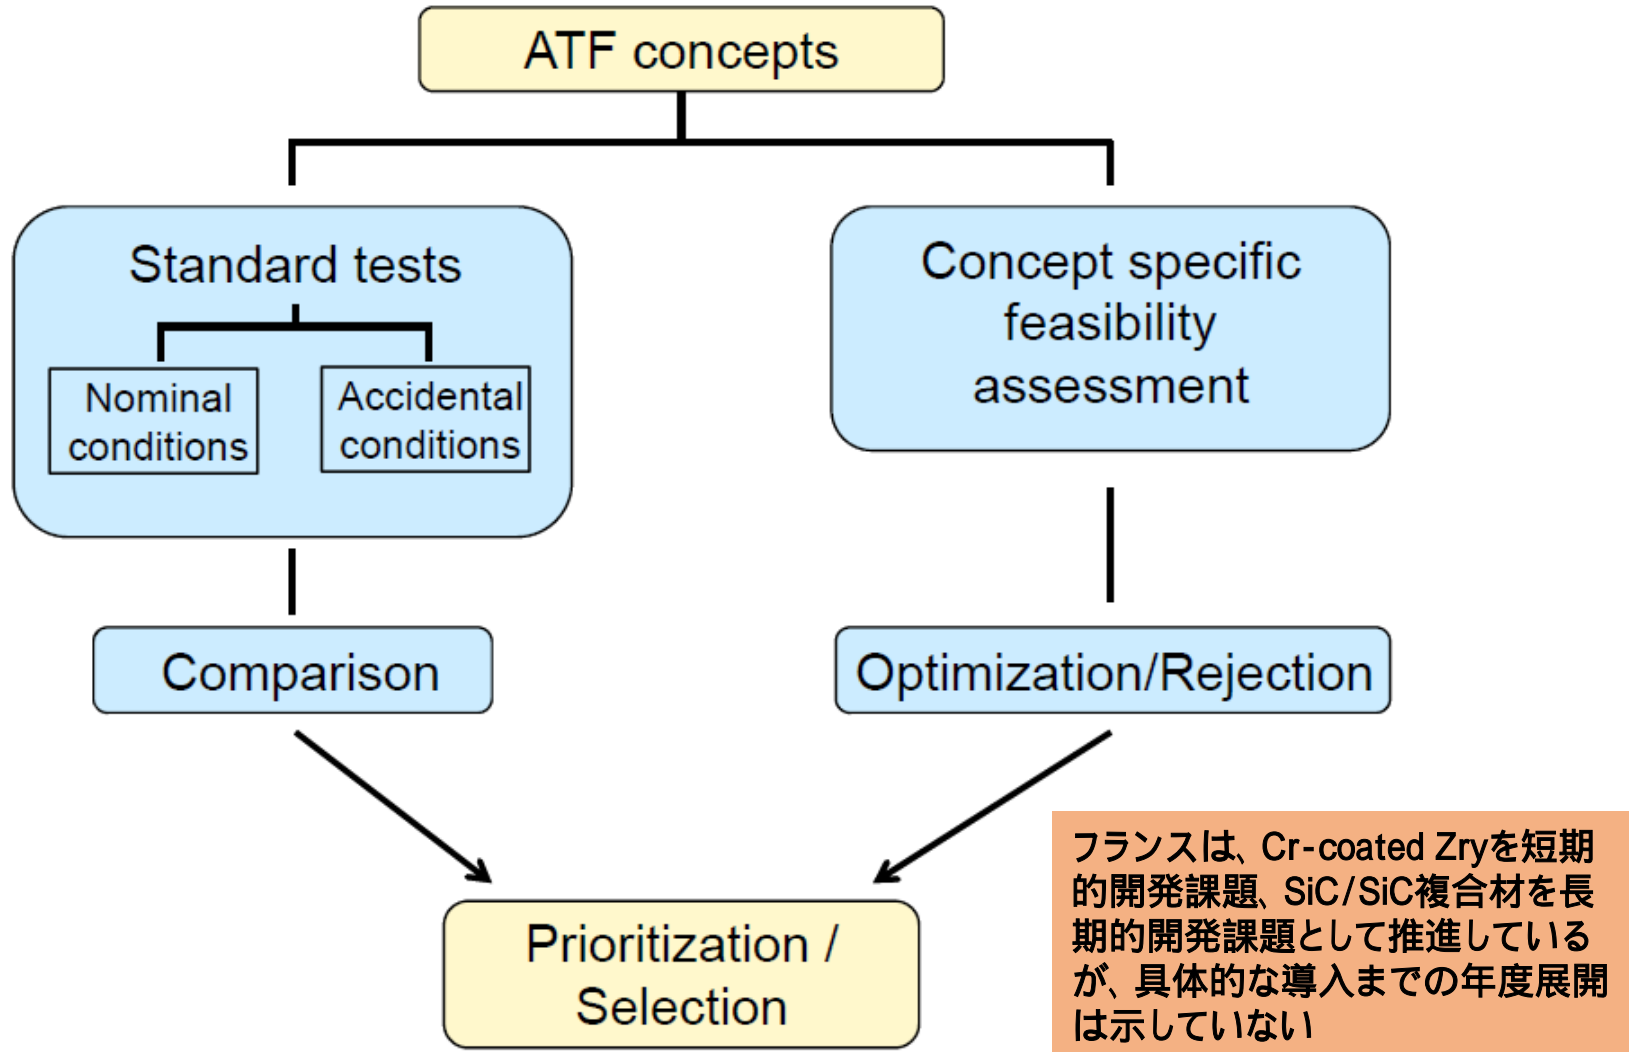 ATF concepts
Standard tests
Nominal
conditions
Accidental
conditions
Concept specific
feasibility
assessment
Comparison
Optimization/Rejection
Prioritization /
Selection
フランスは、Cr-coated Zryを短期
的開発課題、SiC/SiC複合材を長
期的開発課題として推進している
が、具体的な導入までの年度展開
は示していない